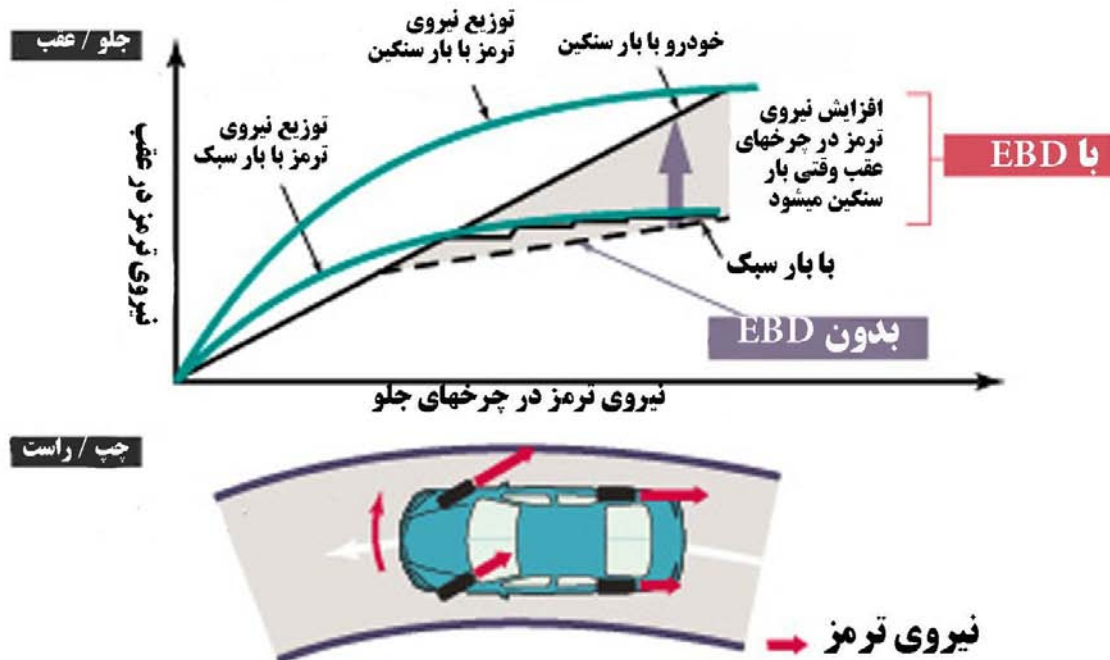 جلو / عقب
توزیع نیروی
ترمز با بار سنگین
خودرو با بار سنگین
توزیع نیروی
ترمز با بار سبک
افزایش نیروی
ترمز در چرخهای
عقب وقتی بار
سنگین میشود
با EBD
نیروی ترمز در عقب
با بار سبک
بدون EBD
نیروی ترمز در چرخهای جلو
چپ / راست
نیروی ترمز